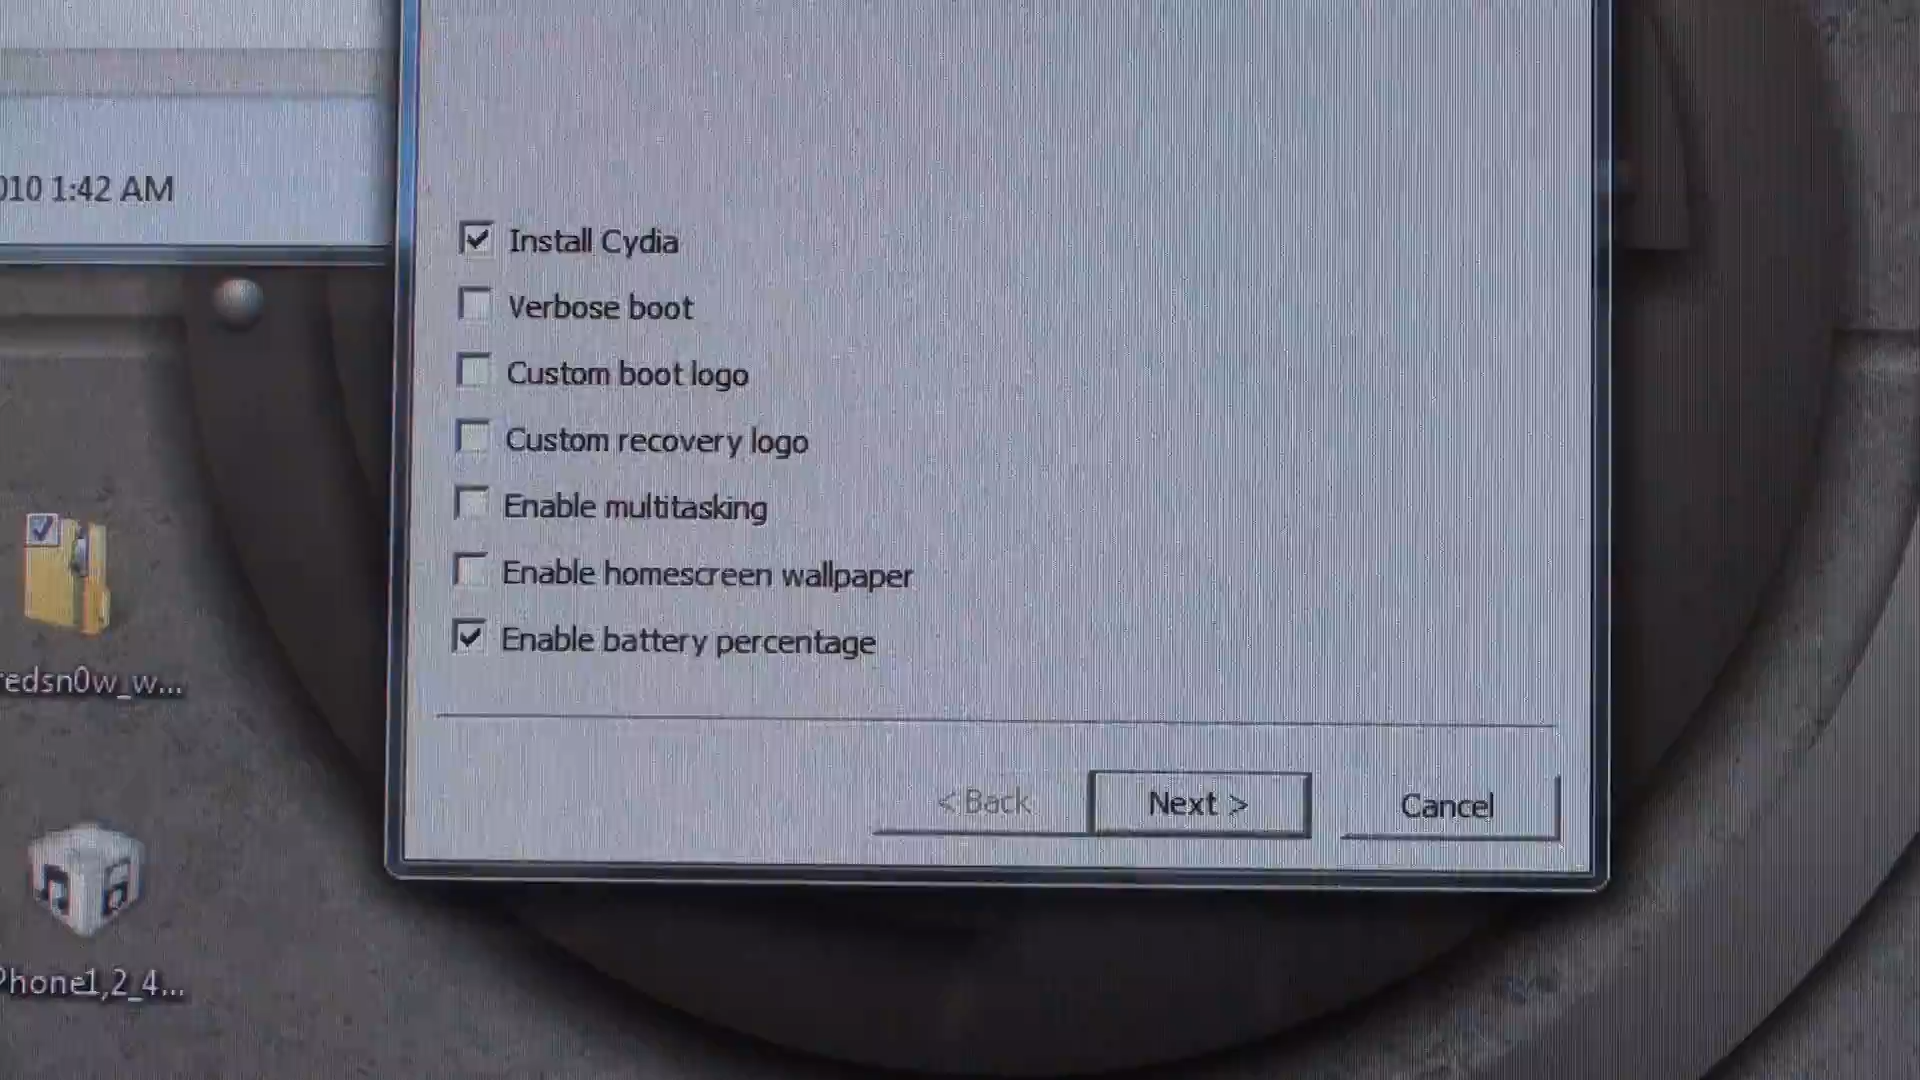 010 1:42 AM
Install Cydia
Verbose boot
Custom boot logo
Custom recovery logo
Enable multitasking
Enable homescreen wallpaper
Enable battery percentage
redsn0w_w...
< Back
Next >
Cancel
Phone1,2_4...